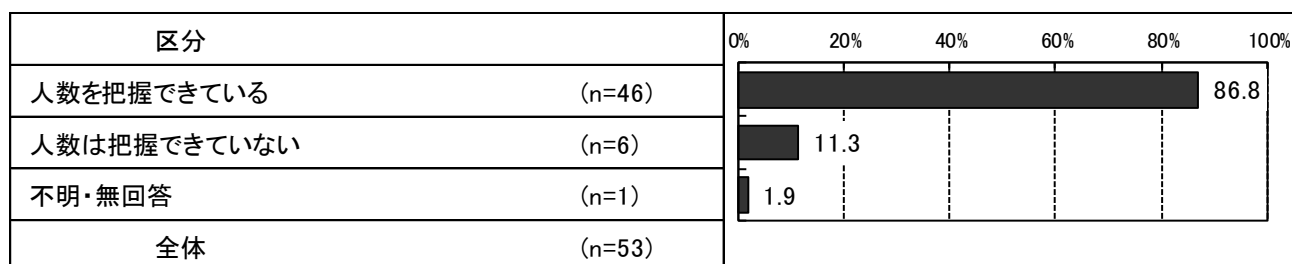 区分 0% 20% 40% 60% 80% 100%
人数を把握できている (n=46) 86.8
人数は把握できていない (n=6) 11.3
不明・無回答 (n=1) 1.9
全体 (n=53)